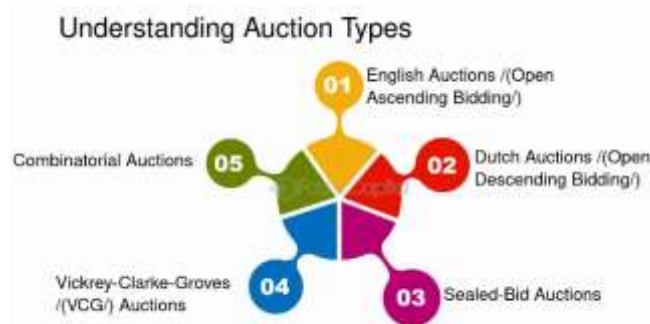 Understanding Auction Types
01
English Auctions /(Open
Ascending Bidding/)
02
Dutch Auctions /(Open
Descending Bidding/)
03
Sealed-Bid Auctions
04
Vickrey-Clarke-Groves
/(VCG/) Auctions
05
Combinatorial Auctions